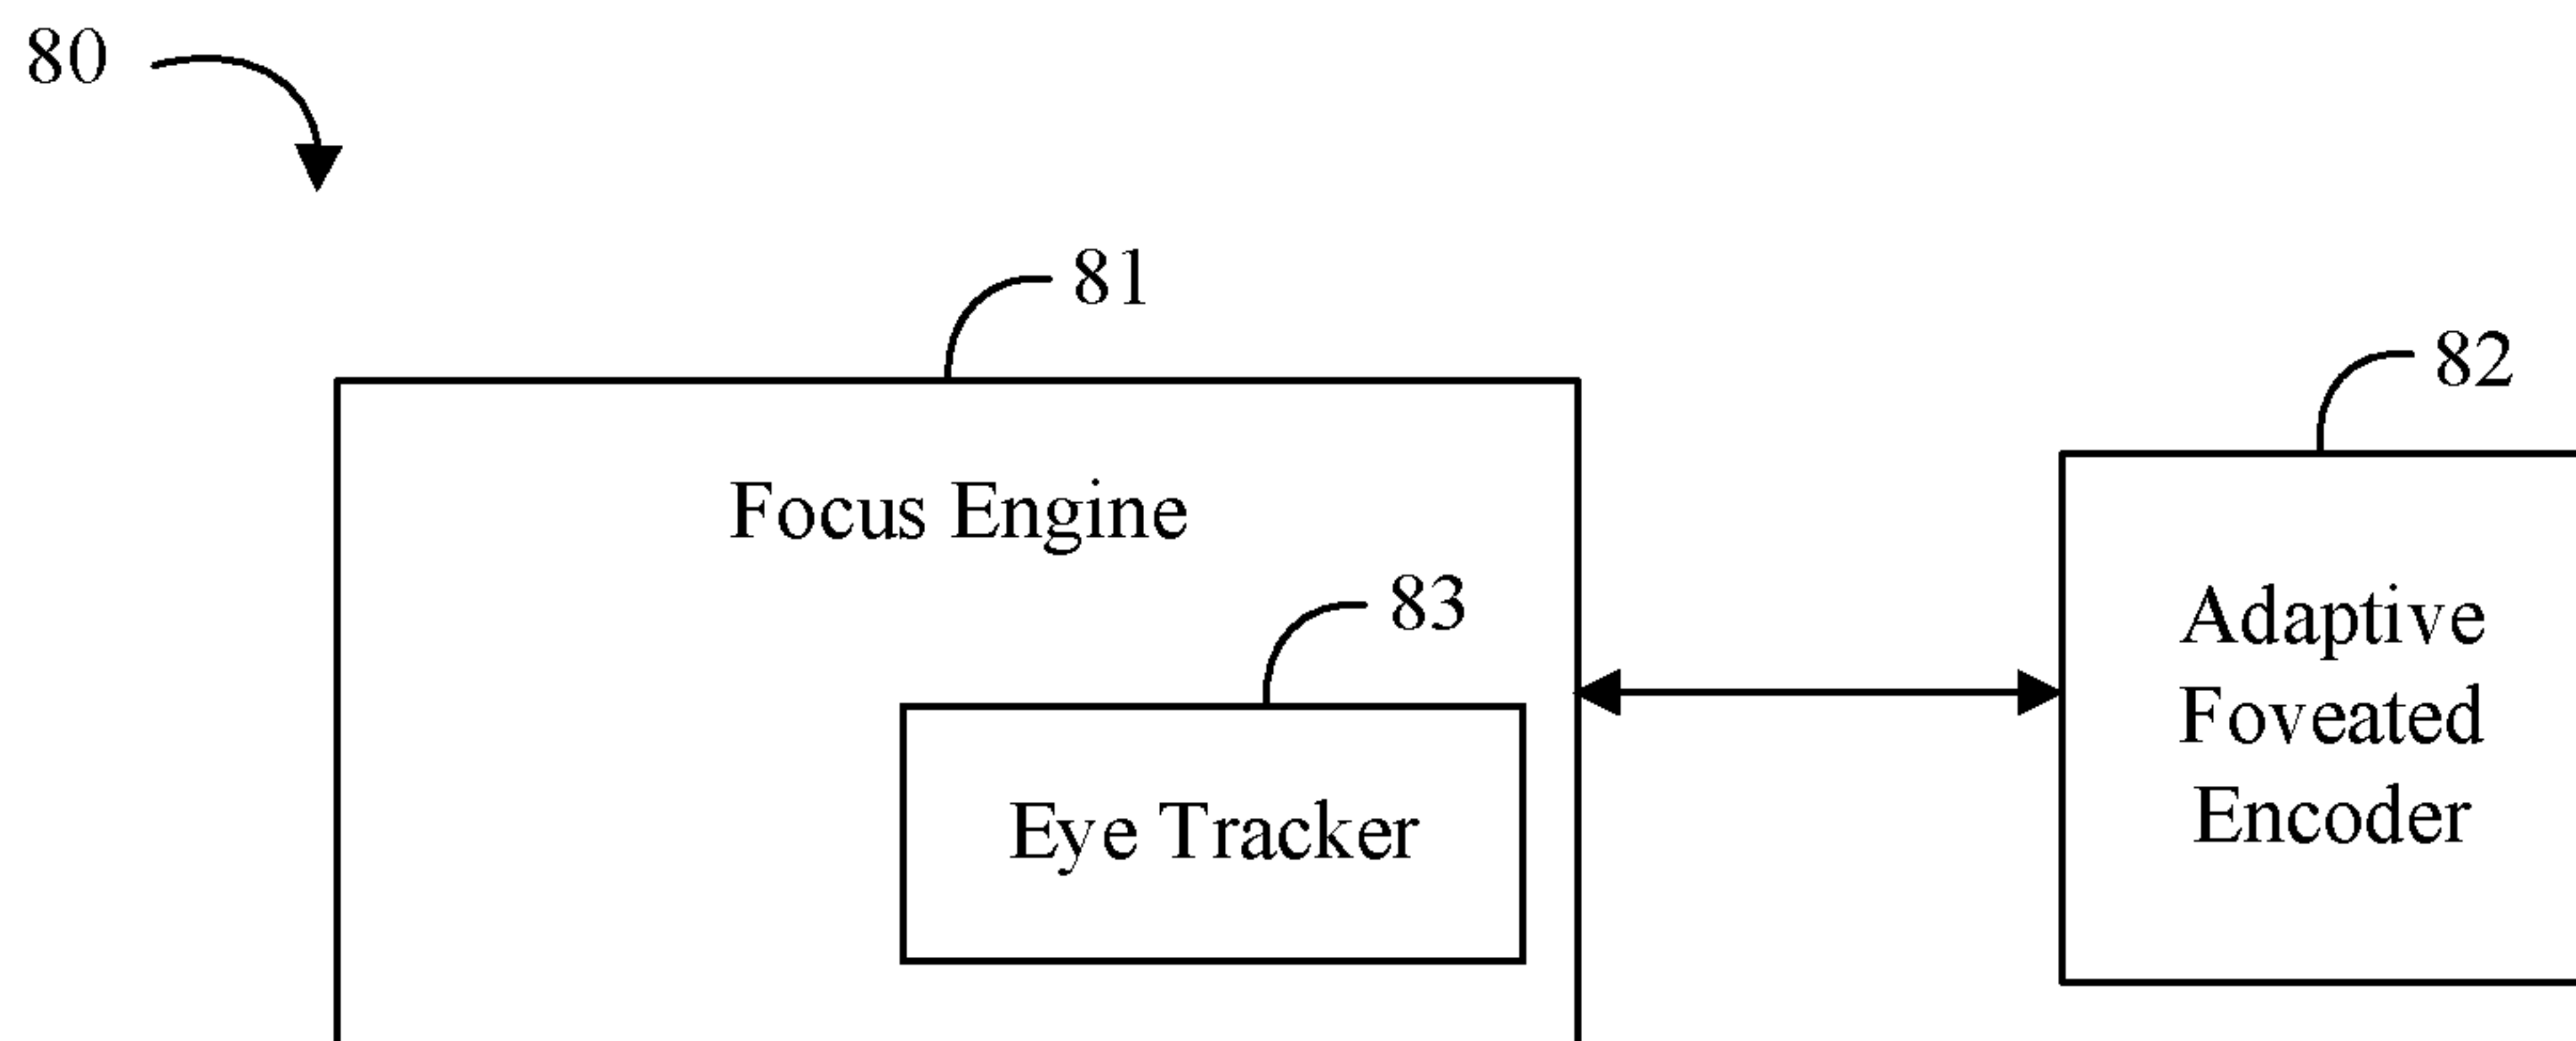 80
81
82
Focus Engine
83
Adaptive
Foveated
Encoder
Eye Tracker